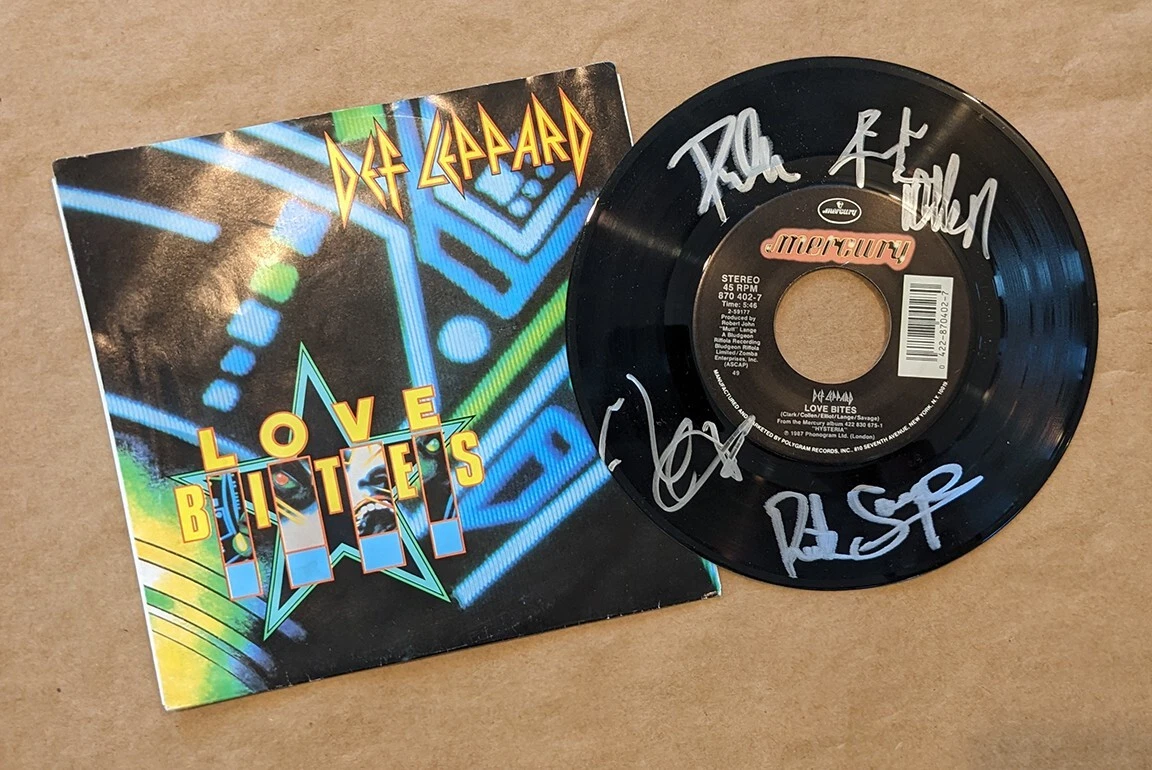 DEF LEPPARD
LOVE
BITES
mercury
mercury
STEREO
45 RPM
870 402-7
Time: 5:46
2-59177
Produced by
Robert John
"Mutt" Lange
A Bludgeon
Riffola Recording
Bludgeon Riffola
Limited/Zomba
Enterprises, Inc.
(ASCAP)
49
0 422-870402-7
DEF LEPPARD
LOVE BITES
(Clark/Collen/Elliot/Lange/Savage)
From the Mercury album 422 830 675-1
"HYSTERIA"
℗ 1987 Phonogram Ltd. (London)
MANUFACTURED AND MARKETED BY POLYGRAM RECORDS, INC., 810 SEVENTH AVENUE, NEW YORK, N.Y. 10019